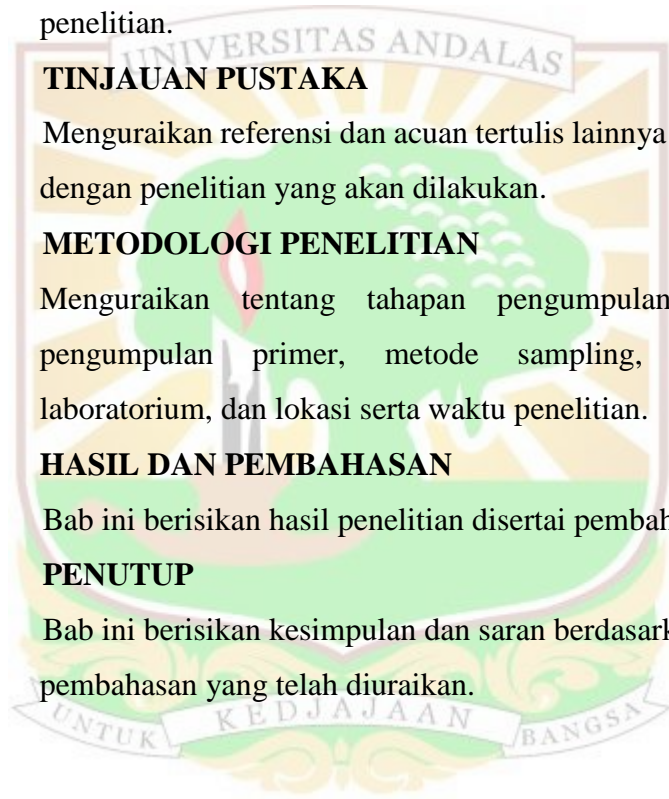 penelitian.
UNIVERSITAS ANDALAS
TINJAUAN PUSTAKA
Menguraikan referensi dan acuan tertulis lainnya
dengan penelitian yang akan dilakukan.
METODOLOGI PENELITIAN
Menguraikan tentang tahapan pengumpulan
pengumpulan primer, metode sampling,
laboratorium, dan lokasi serta waktu penelitian.
HASIL DAN PEMBAHASAN
Bab ini berisikan hasil penelitian disertai pembah
PENUTUP
Bab ini berisikan kesimpulan dan saran berdasark
pembahasan yang telah diuraikan.
UNTUK KEDJAJAAN BANGSA